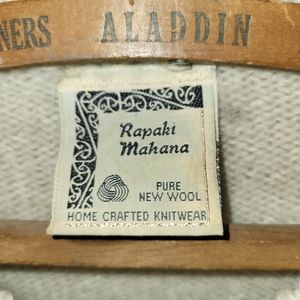 NERS ALADDIN
Rapaki
Mahana
PURE
NEW WOOL
HOME CRAFTED KNITWEAR